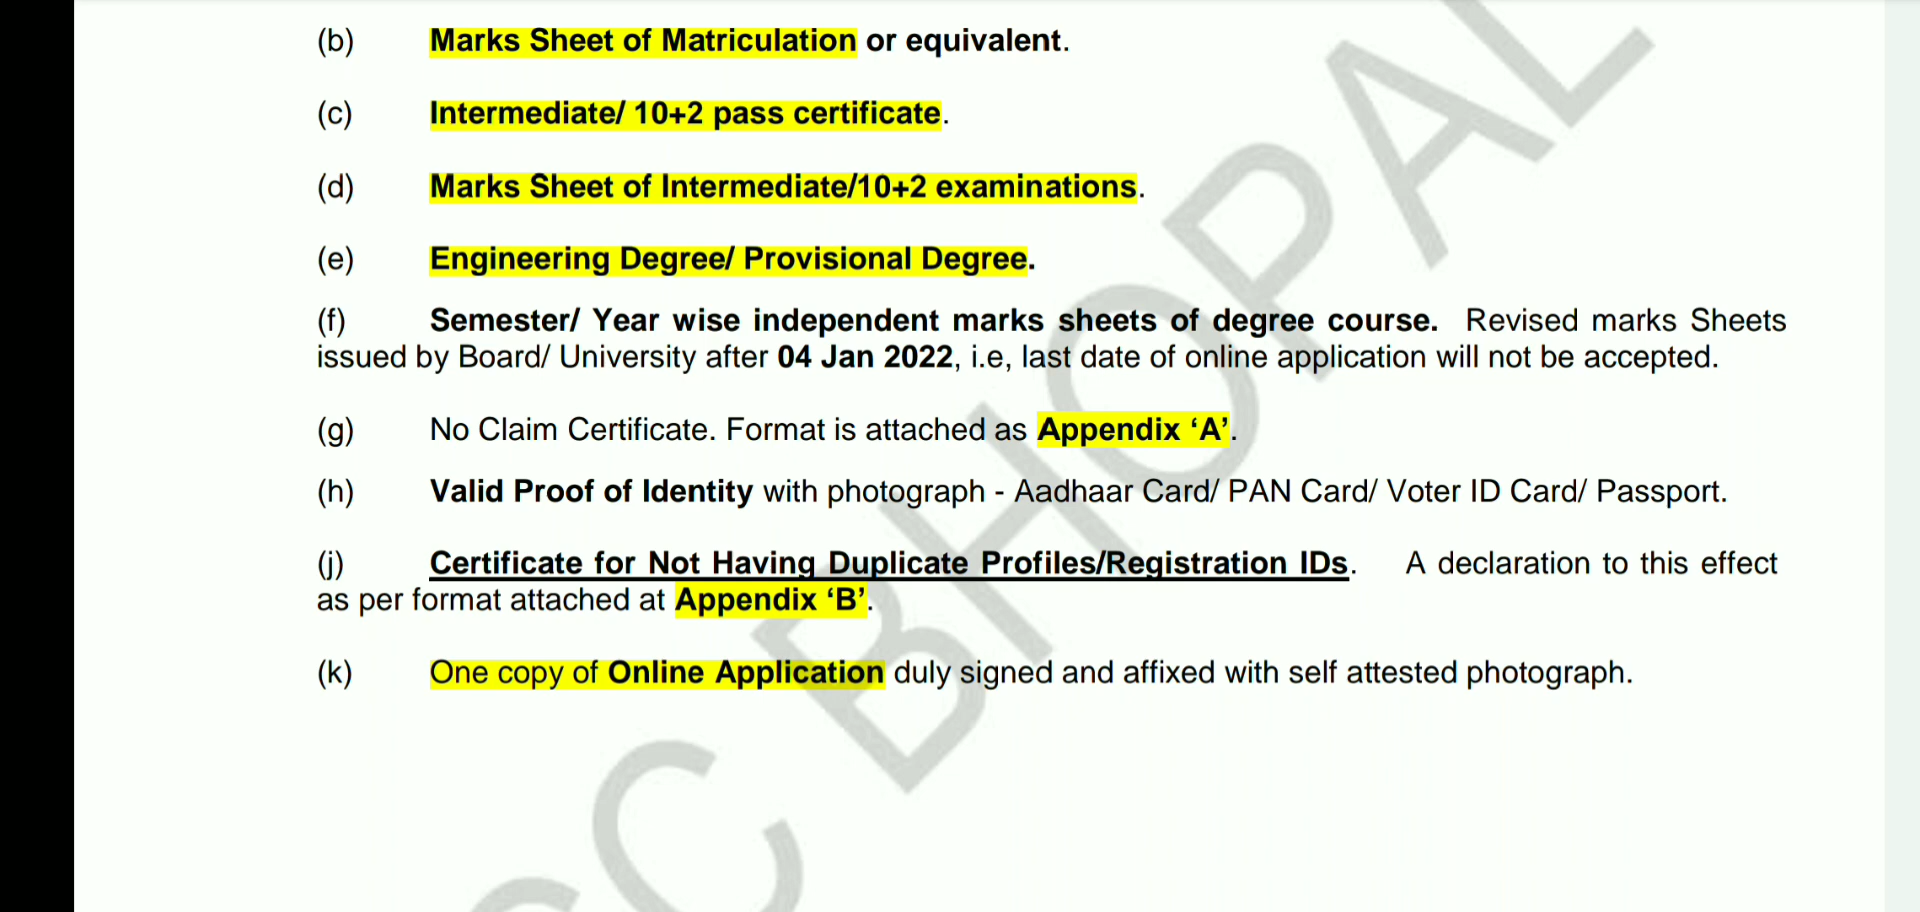 (b) Marks Sheet of Matriculation or equivalent.
(c) Intermediate/ 10+2 pass certificate.
(d) Marks Sheet of Intermediate/10+2 examinations.
(e) Engineering Degree/ Provisional Degree.
(f) Semester/ Year wise independent marks sheets of degree course. Revised marks Sheets
issued by Board/ University after 04 Jan 2022, i.e, last date of online application will not be accepted.
(g) No Claim Certificate. Format is attached as Appendix ‘A’.
(h) Valid Proof of Identity with photograph - Aadhaar Card/ PAN Card/ Voter ID Card/ Passport.
(j) Certificate for Not Having Duplicate Profiles/Registration IDs. A declaration to this effect
as per format attached at Appendix ‘B’.
(k) One copy of Online Application duly signed and affixed with self attested photograph.
BHOPAL